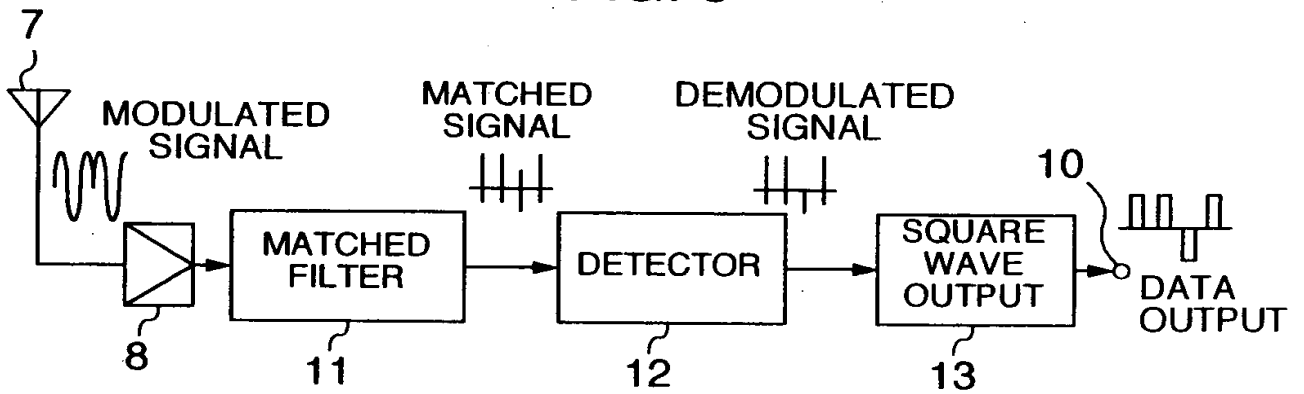 7
MODULATED
SIGNAL
MATCHED
SIGNAL
DEMODULATED
SIGNAL
10
MATCHED
FILTER
DETECTOR
SQUARE
WAVE
OUTPUT
DATA
OUTPUT
8
11
12
13